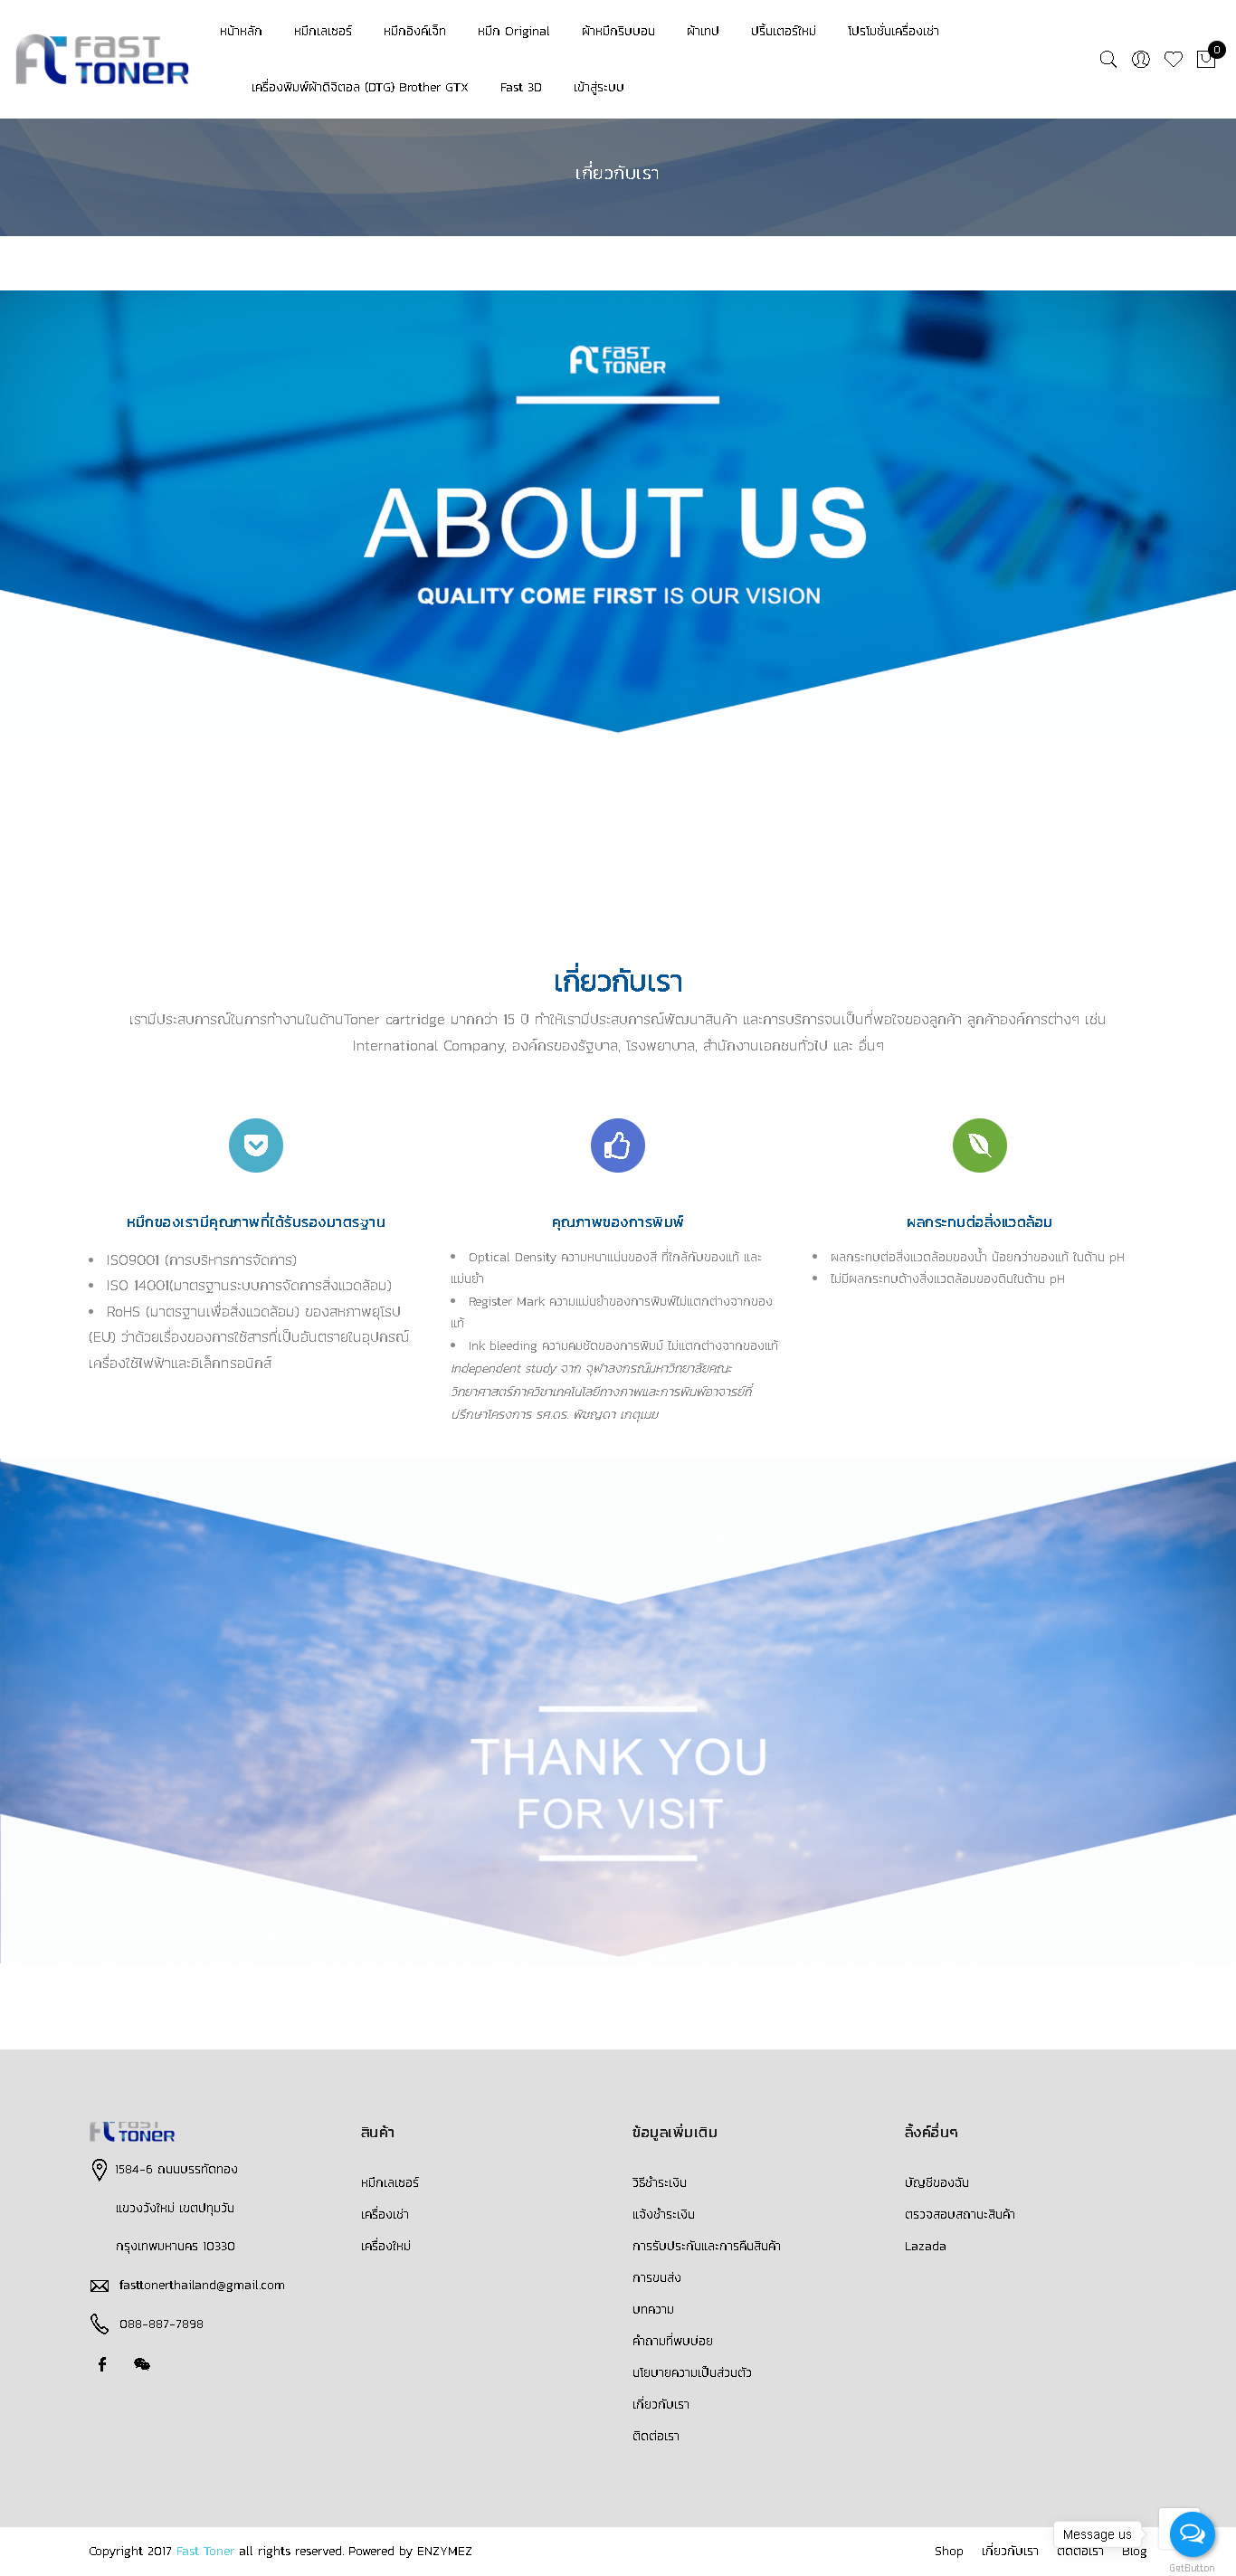 FAST
TONER
หน้าหลัก หมึกเลเซอร์ หมึกอิงค์เจ็ท หมึก Original ผ้าหมึกริบบอน ผ้าเทป ปริ้นเตอร์ใหม่ โปรโมชั่นเครื่องเช่า
เครื่องพิมพ์ผ้าดิจิตอล (DTG) Brother GTX Fast 3D เข้าสู่ระบบ
0
เกี่ยวกับเรา
FAST
TONER
ABOUT US
QUALITY COME FIRST IS OUR VISION
เกี่ยวกับเรา
เรามีประสบการณ์ในการทำงานในด้านToner cartridge มากกว่า 15 ปี ทำให้เรามีประสบการณ์พัฒนาสินค้า และการบริการจนเป็นที่พอใจของลูกค้า ลูกค้าองค์การต่างๆ เช่น
International Company, องค์กรของรัฐบาล, โรงพยาบาล, สำนักงานเอกชนทั่วไป และ อื่นๆ
หมึกของเรามีคุณภาพที่ได้รับรองมาตรฐาน
• ISO9001 (การบริหารการจัดการ)
• ISO 14001(มาตรฐานระบบการจัดการสิ่งแวดล้อม)
• RoHS (มาตรฐานเพื่อสิ่งแวดล้อม) ของสหภาพยุโรป
(EU) ว่าด้วยเรื่องของการใช้สารที่เป็นอันตรายในอุปกรณ์
เครื่องใช้ไฟฟ้าและอิเล็กทรอนิกส์
คุณภาพของการพิมพ์
• Optical Density ความหนาแน่นของสี ที่ใกล้กับของแท้ และ
แม่นยำ
• Register Mark ความแม่นยำของการพิมพ์ไม่แตกต่างจากของ
แท้
• Ink bleeding ความคมชัดของการพิมม์ ไม่แตกต่างจากของแท้
Independent study จาก จุฬาลงกรณ์มหาวิทยาลัยคณะ
วิทยาศาสตร์ภาควิชาเทคโนโลยีทางภาพและการพิมพ์อาจารย์ที่
ปรึกษาโครงการ รศ.ดร. พิชญดา เกตุเมฆ
ผลกระทบต่อสิ่งแวดล้อม
• ผลกระทบต่อสิ่งแวดล้อมของน้ำ น้อยกว่าของแท้ ในด้าน pH
• ไม่มีผลกระทบด้างสิ่งแวดล้อมของดินในด้าน pH
THANK YOU
FOR VISIT
FAST
TONER
1584-6 ถนนบรรทัดทอง
แขวงวังใหม่ เขตปทุมวัน
กรุงเทพมหานคร 10330
fasttonerthailand@gmail.com
088-887-7898
สินค้า
หมึกเลเซอร์
เครื่องเช่า
เครื่องใหม่
ข้อมูลเพิ่มเติม
วิธีชำระเงิน
แจ้งชำระเงิน
การรับประกันและการคืนสินค้า
การขนส่ง
บทความ
คำถามที่พบบ่อย
นโยบายความเป็นส่วนตัว
เกี่ยวกับเรา
ติดต่อเรา
ลิ้งค์อื่นๆ
บัญชีของฉัน
ตรวจสอบสถานะสินค้า
Lazada
Copyright 2017 Fast Toner all rights reserved. Powered by ENZYMEZ
Shop เกี่ยวกับเรา ติดต่อเรา Blog
Message us
GetButton